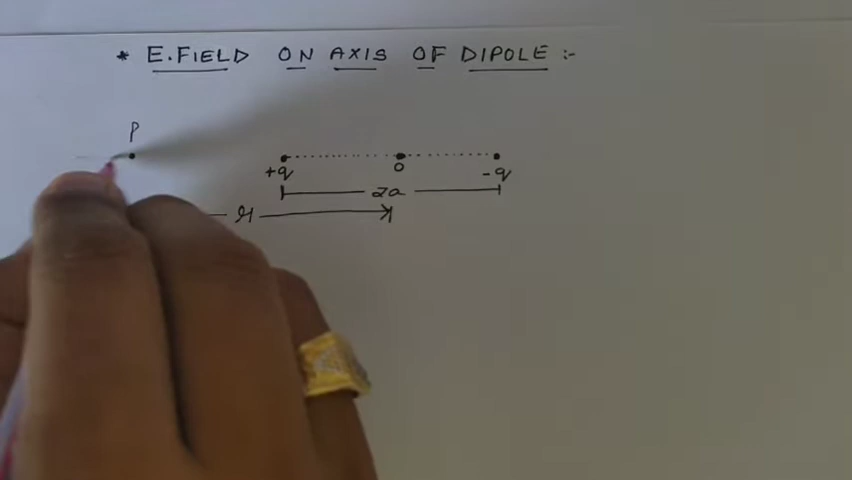 * E.FIELD ON AXIS OF DIPOLE :-
P
+q O -q
2a
r